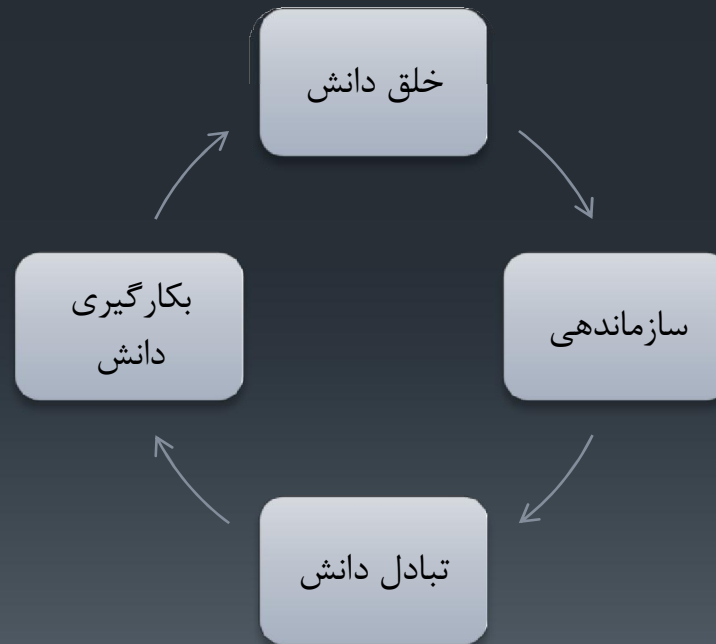 خلق دانش
سازماندهی
تبادل دانش
بکارگیری
دانش